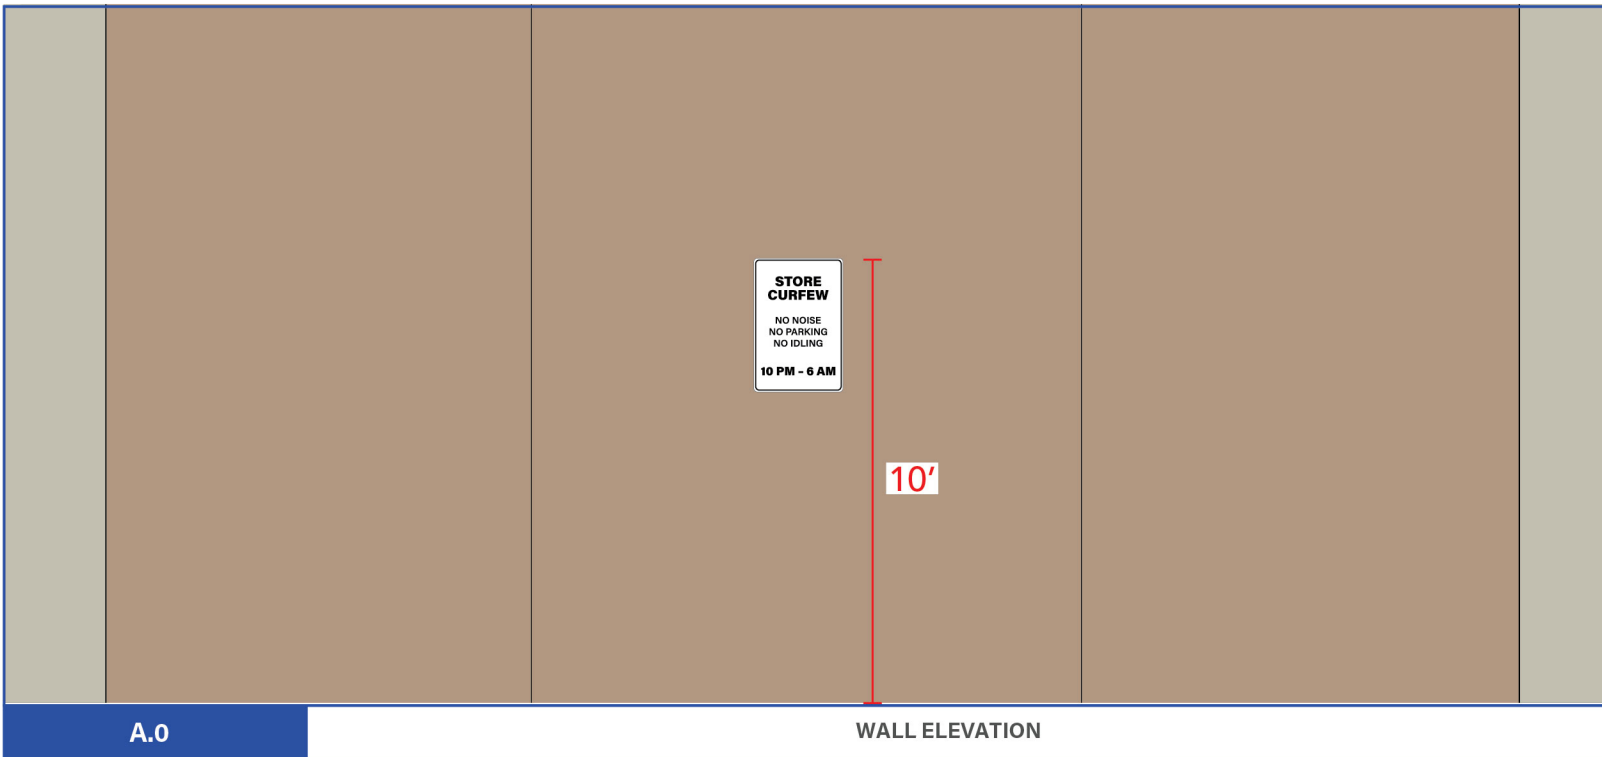 STORE
CURFEW
NO NOISE
NO PARKING
NO IDLING
10 PM - 6 AM
10'
A.0
WALL ELEVATION